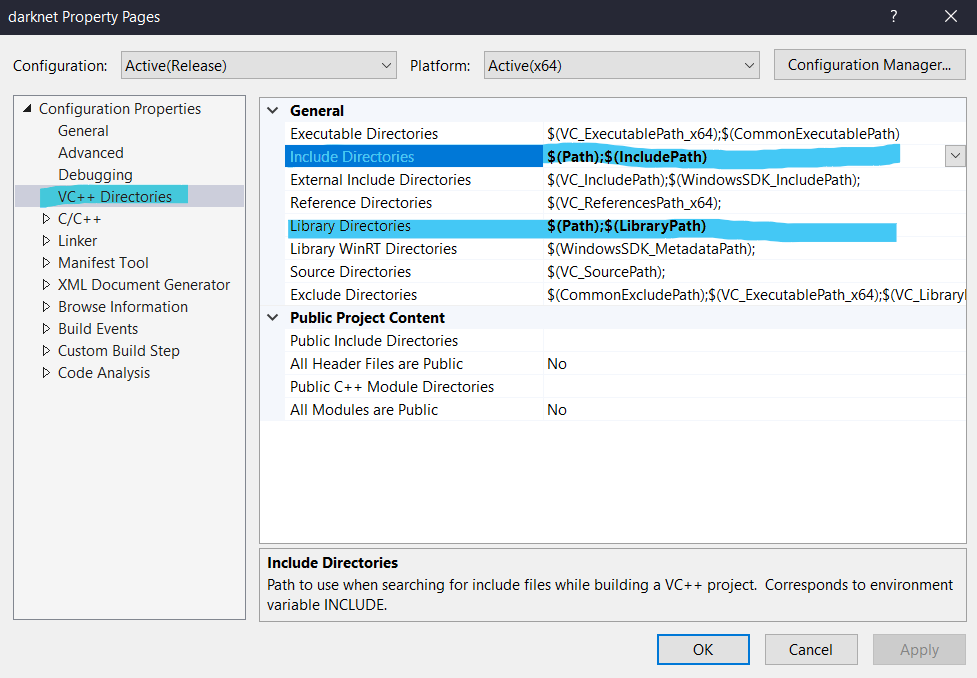 darknet Property Pages ?
Configuration: Active(Release) Platform: Active(x64) Configuration Manager...
Configuration Properties
General
Advanced
Debugging
VC++ Directories
C/C++
Linker
Manifest Tool
XML Document Generator
Browse Information
Build Events
Custom Build Step
Code Analysis
General
Executable Directories $(VC_ExecutablePath_x64);$(CommonExecutablePath)
Include Directories $(Path);$(IncludePath)
External Include Directories $(VC_IncludePath);$(WindowsSDK_IncludePath);
Reference Directories $(VC_ReferencesPath_x64);
Library Directories $(Path);$(LibraryPath)
Library WinRT Directories $(WindowsSDK_MetadataPath);
Source Directories $(VC_SourcePath);
Exclude Directories $(CommonExcludePath);$(VC_ExecutablePath_x64);$(VC_Library
Public Project Content
Public Include Directories
All Header Files are Public No
Public C++ Module Directories
All Modules are Public No
Include Directories
Path to use when searching for include files while building a VC++ project.  Corresponds to environment
variable INCLUDE.
OK Cancel Apply